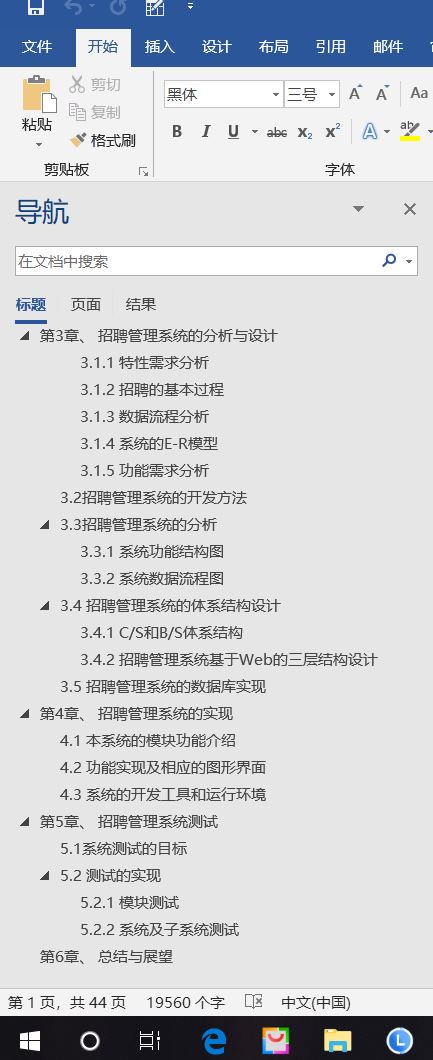 文件 开始 插入 设计 布局 引用 邮件
粘贴 剪切 复制 格式刷
黑体 三号 A A Aa
B I U abc x₂ x² A ab
剪贴板 字体
导航
在文档中搜索
标题 页面 结果
第3章、 招聘管理系统的分析与设计
3.1.1 特性需求分析
3.1.2 招聘的基本过程
3.1.3 数据流程分析
3.1.4 系统的E-R模型
3.1.5 功能需求分析
3.2招聘管理系统的开发方法
3.3招聘管理系统的分析
3.3.1 系统功能结构图
3.3.2 系统数据流程图
3.4 招聘管理系统的体系结构设计
3.4.1 C/S和B/S体系结构
3.4.2 招聘管理系统基于Web的三层结构设计
3.5 招聘管理系统的数据库实现
第4章、 招聘管理系统的实现
4.1 本系统的模块功能介绍
4.2 功能实现及相应的图形界面
4.3 系统的开发工具和运行环境
第5章、 招聘管理系统测试
5.1系统测试的目标
5.2 测试的实现
5.2.1 模块测试
5.2.2 系统及子系统测试
第6章、 总结与展望
第 1 页，共 44 页 19560 个字 中文(中国)